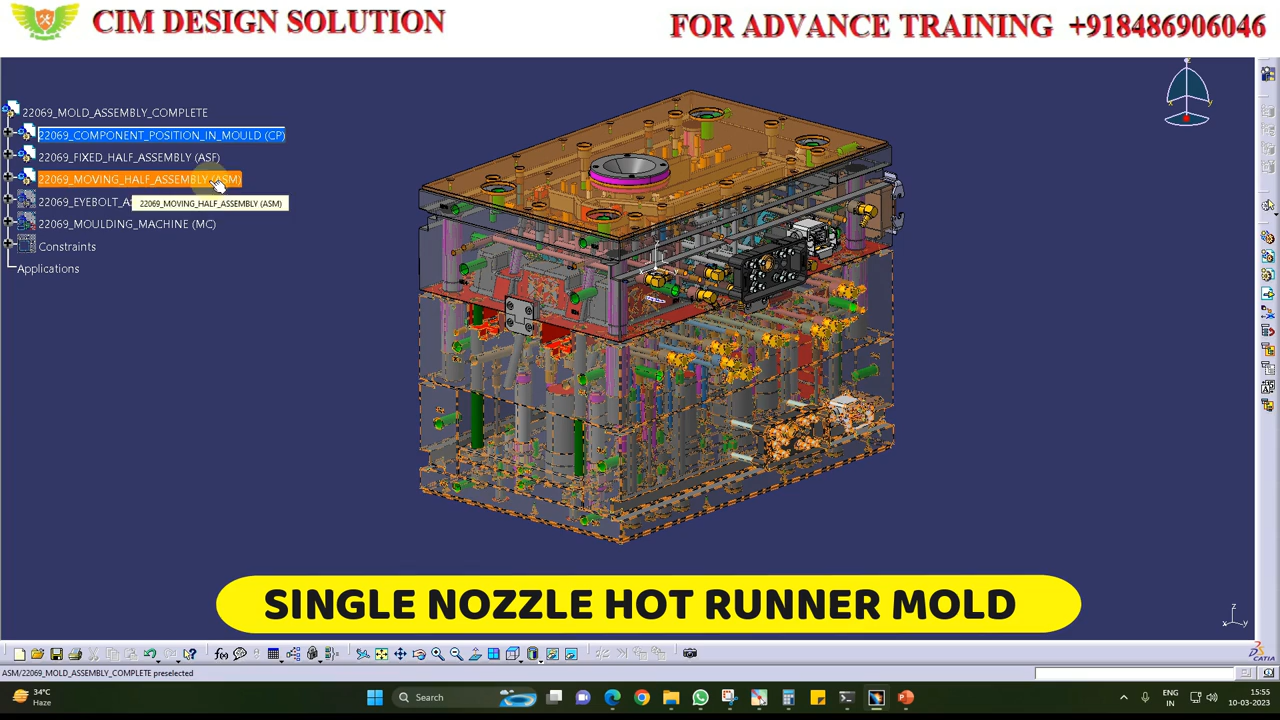 CIM DESIGN SOLUTION
FOR ADVANCE TRAINING +918486906046
22069_MOLD_ASSEMBLY_COMPLETE
22069_COMPONENT_POSITION_IN_MOULD (CP)
22069_FIXED_HALF_ASSEMBLY (ASF)
22069_MOVING_HALF_ASSEMBLY (ASM)
22069_EYEBOLT_A
22069_MOVING_HALF_ASSEMBLY (ASM)
22069_MOULDING_MACHINE (MC)
Constraints
Applications
z
x
y
SINGLE NOZZLE HOT RUNNER MOLD
CATIA
ASM/22069_MOLD_ASSEMBLY_COMPLETE preselected
34°C
Haze
Search
ENG
IN
15:55
10-03-2023